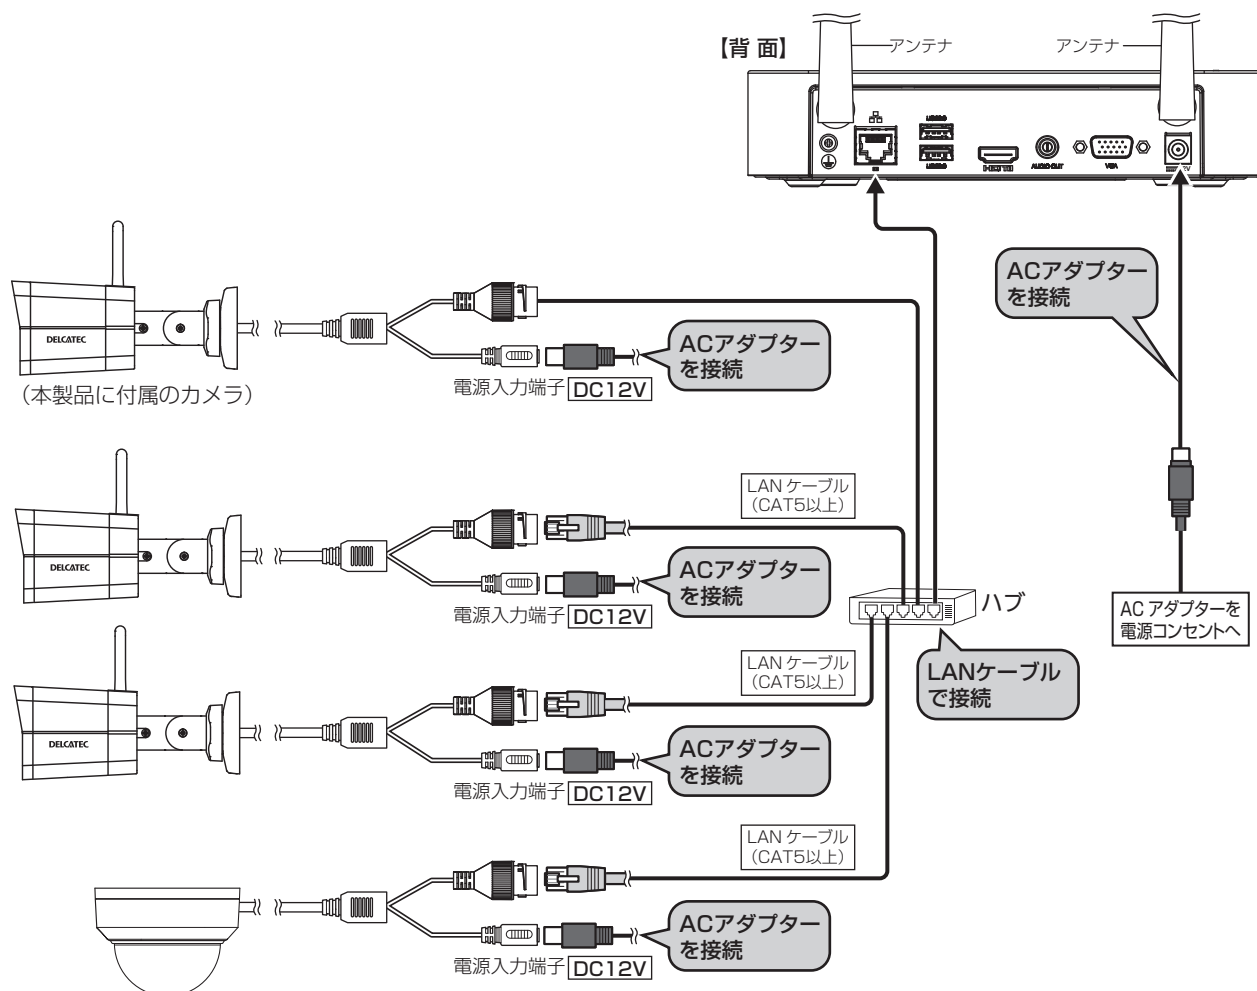 【背 面】
アンテナ
アンテナ
HDMI
AUDIO OUT
VGA
ACアダプター
を接続
DELCATEC
(本製品に付属のカメラ)
ACアダプター
を接続
電源入力端子 DC12V
LAN ケーブル
(CAT5以上)
DELCATEC
ACアダプター
を接続
電源入力端子 DC12V
ハブ
AC アダプターを
電源コンセントへ
LANケーブル
で接続
LAN ケーブル
(CAT5以上)
DELCATEC
ACアダプター
を接続
電源入力端子 DC12V
LAN ケーブル
(CAT5以上)
ACアダプター
を接続
電源入力端子 DC12V